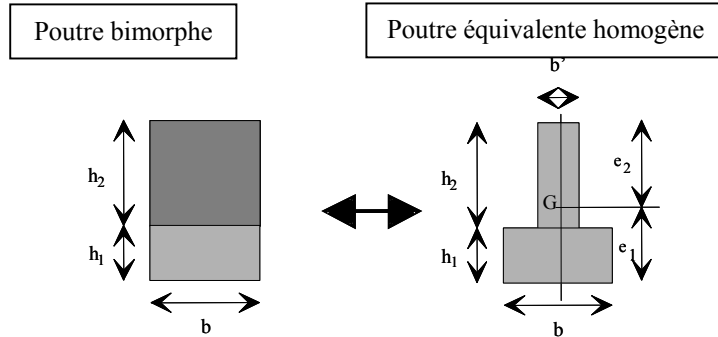 Poutre bimorphe
Poutre équivalente homogène
h₂
h₁
b
b'
h₂
h₁
G
e₂
e₁
b